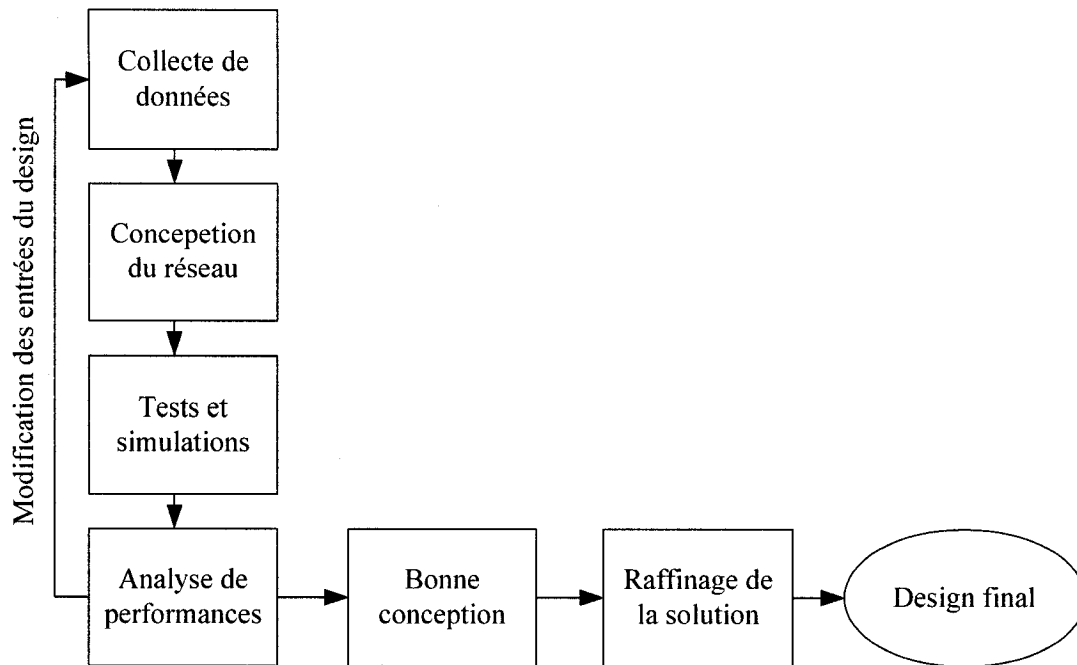 Modification des entrées du design
Collecte de
données
Concepetion
du réseau
Tests et
simulations
Analyse de
performances
Bonne
conception
Raffinage de
la solution
Design final